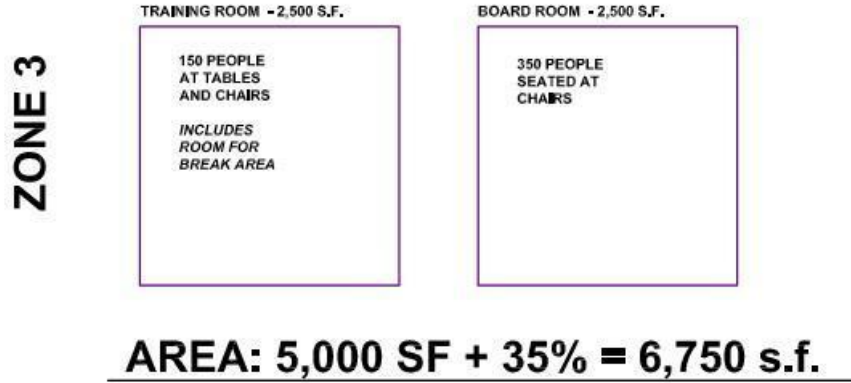 ZONE 3
TRAINING ROOM - 2,500 S.F.
150 PEOPLE
AT TABLES
AND CHAIRS
INCLUDES
ROOM FOR
BREAK AREA
BOARD ROOM - 2,500 S.F.
350 PEOPLE
SEATED AT
CHAIRS
AREA: 5,000 SF + 35% = 6,750 s.f.